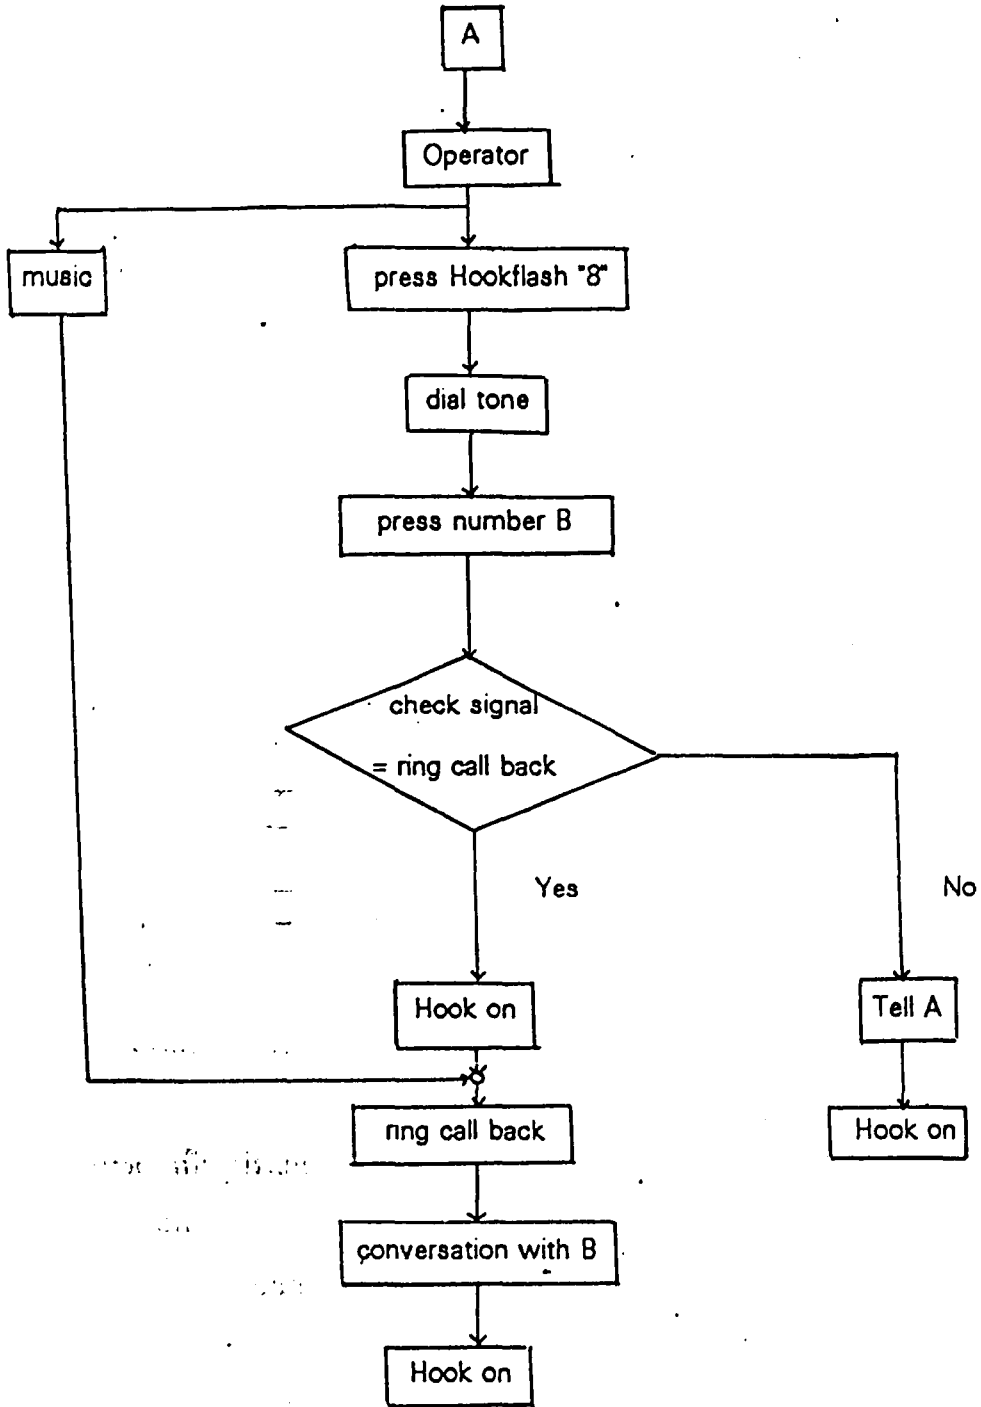 A
Operator
music
press Hookflash "8"
dial tone
press number B
check signal
= ring call back
Yes
No
Hook on
Tell A
ring call back
Hook on
conversation with B
Hook on